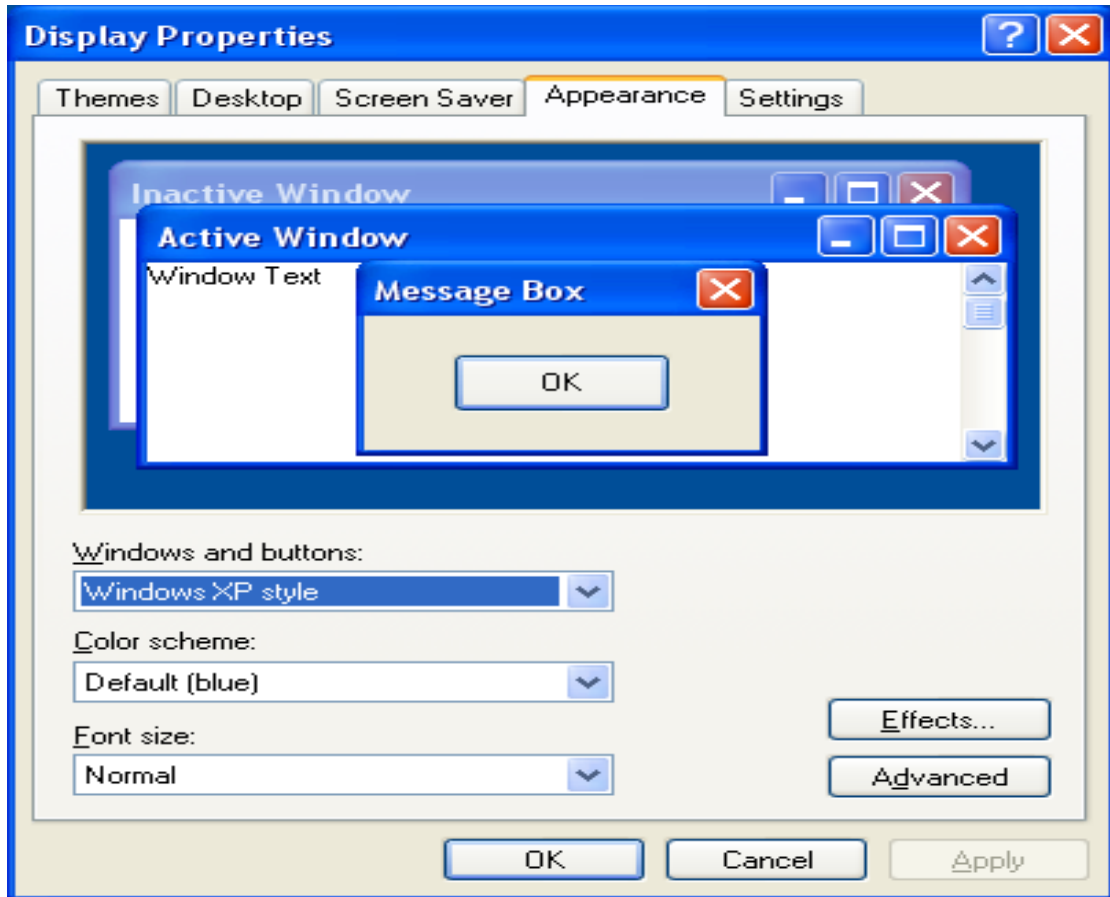 Display Properties
Themes Desktop Screen Saver Appearance Settings
Inactive Window
Active Window
Window Text
Message Box
OK
Windows and buttons:
Windows XP style
Color scheme:
Default (blue)
Font size:
Normal
Effects...
Advanced
OK Cancel Apply